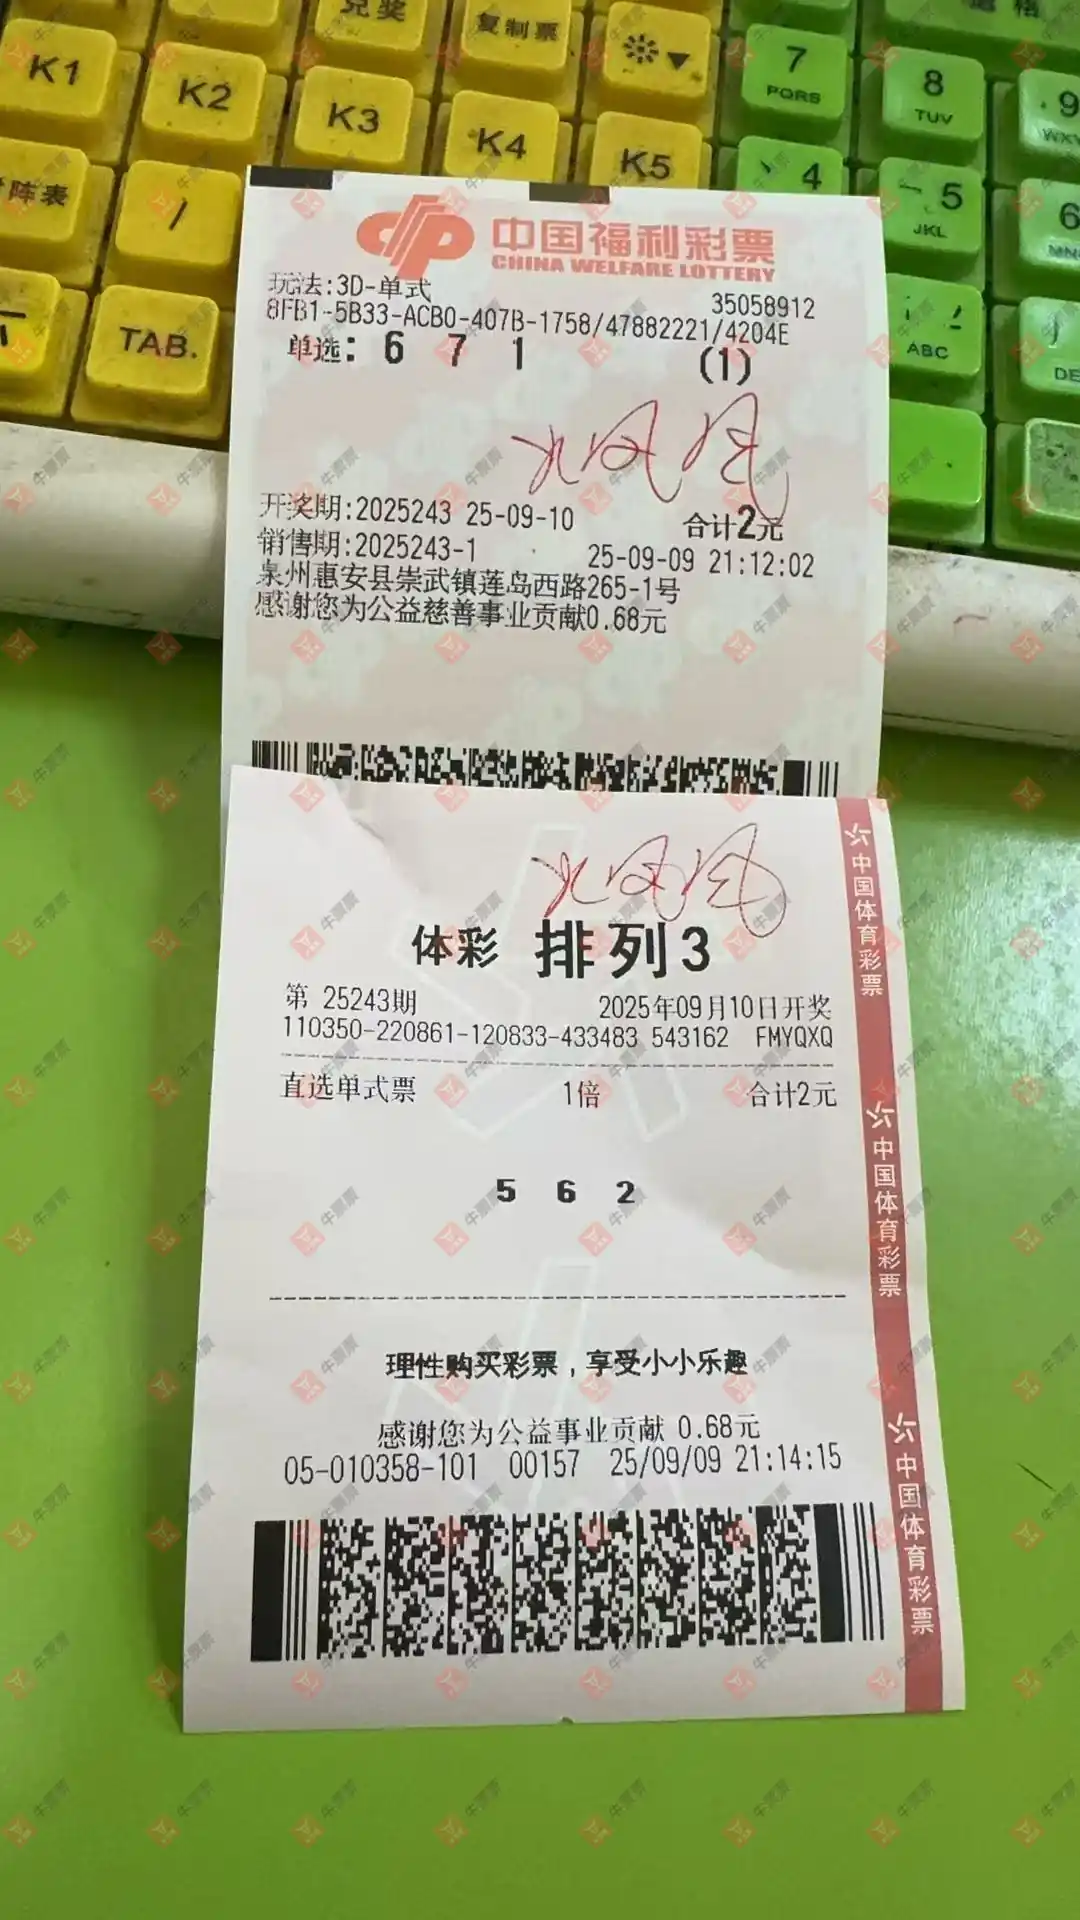 兑奖
复制票
K1
K2
K3
K4
K5
阵表
/
TAB.
7
PQRS
8
TUV
9
4
5
JKL
6
ABC
中国福利彩票
CHINA WELFARE LOTTERY
玩法:3D-单式
35058912
8FB1-5B33-ACB0-407B-1758/47882221/4204E
单选: 6 7 1 (1)
开奖期:2025243 25-09-10 合计2元
销售期:2025243-1 25-09-09 21:12:02
泉州惠安县崇武镇莲岛西路265-1号
感谢您为公益慈善事业贡献0.68元
体彩 排列3
第 25243期 2025年09月10日开奖
110350-220861-120833-433483 543162 FMYQXQ
直选单式票 1倍 合计2元
5 6 2
理性购买彩票，享受小小乐趣
感谢您为公益事业贡献 0.68元
05-010358-101 00157 25/09/09 21:14:15
中国体育彩票
中国体育彩票
中国体育彩票
牛票票